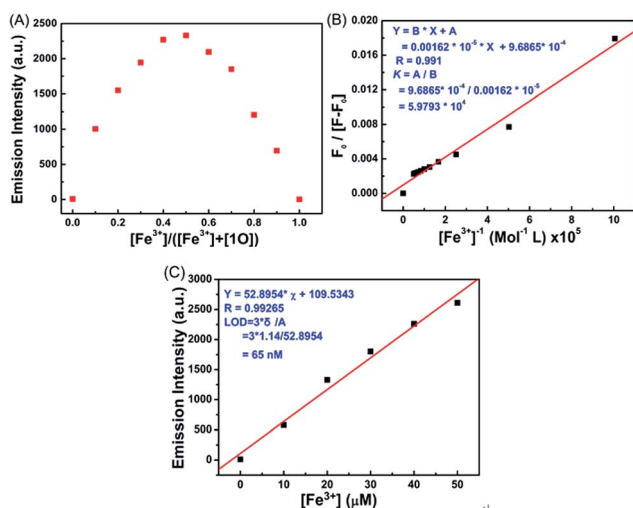 (A)
2500
2000
1500
1000
500
0
Emission Intensity (a.u.)
0.0 0.2 0.4 0.6 0.8 1.0
[Fe³⁺]/([Fe³⁺]+[1O])
(B)
0.020
0.016
0.012
0.008
0.004
0.000
F₀ / [F-F₀]
Y = B * X + A
= 0.00162 * 10⁻⁵ * X + 9.6865* 10⁻⁴
R = 0.991
K = A / B
= 9.6865* 10⁻⁴ / 0.00162 * 10⁻⁵
= 5.9793 * 10⁴
0 2 4 6 8 10
[Fe³⁺]⁻¹ (Mol⁻¹ L) x10⁵
(C)
3000
2500
2000
1500
1000
500
0
Emission Intensity (a.u.)
Y = 52.8954* χ + 109.5343
R = 0.99265
LOD=3*δ /A
=3*1.14/52.8954
= 65 nM
0 10 20 30 40 50
[Fe³⁺] (μM)